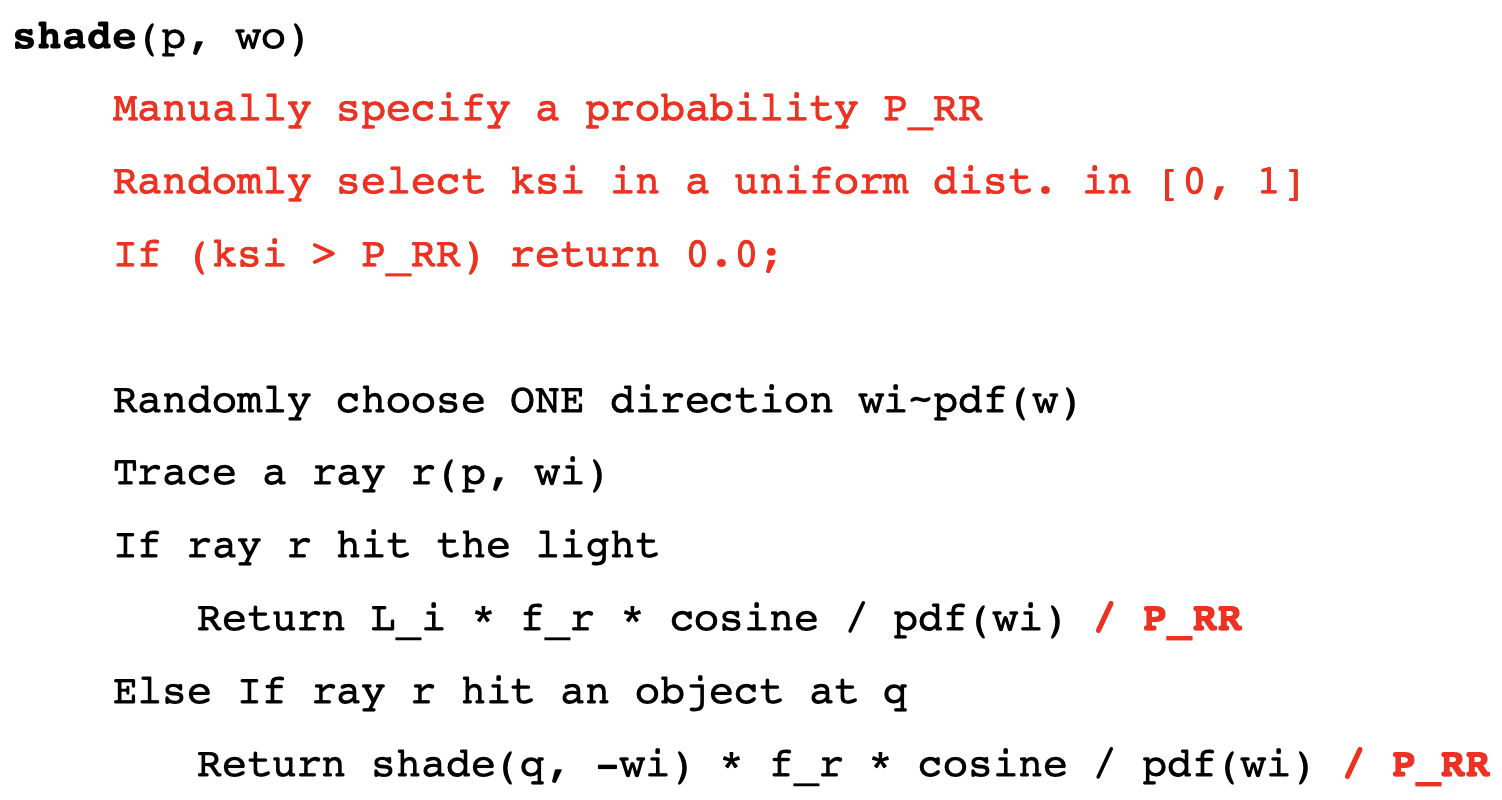 shade(p, wo)
Manually specify a probability P_RR
Randomly select ksi in a uniform dist. in [0, 1]
If (ksi > P_RR) return 0.0;
Randomly choose ONE direction wi~pdf(w)
Trace a ray r(p, wi)
If ray r hit the light
Return L_i * f_r * cosine / pdf(wi) / P_RR
Else If ray r hit an object at q
Return shade(q, -wi) * f_r * cosine / pdf(wi) / P_RR